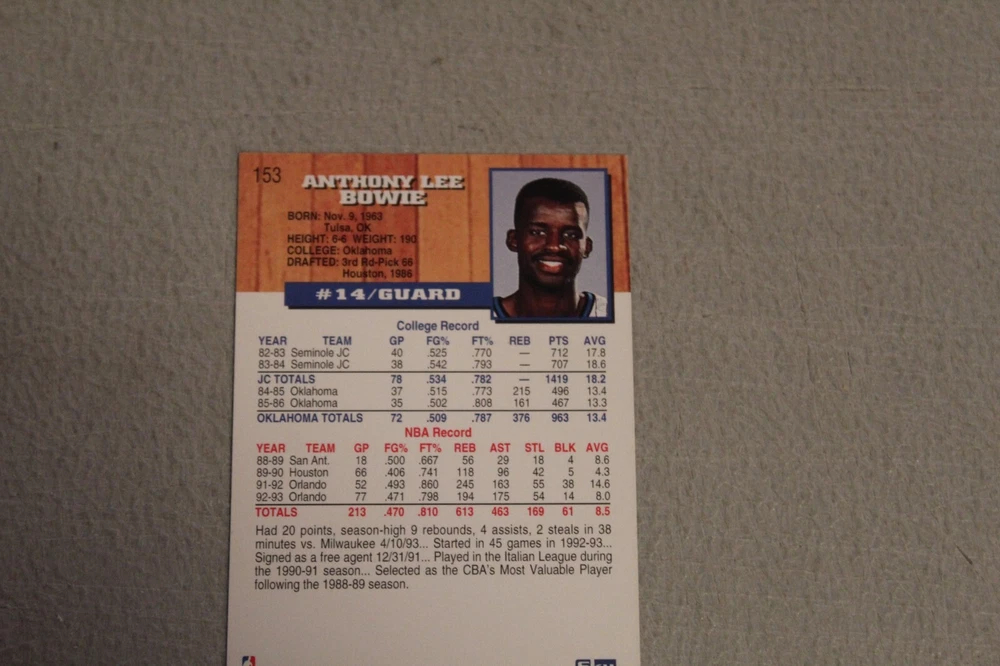 153
ANTHONY LEE
BOWIE
BORN: Nov. 9, 1963
Tulsa, OK
HEIGHT: 6-6 WEIGHT: 190
COLLEGE: Oklahoma
DRAFTED: 3rd Rd-Pick 66
Houston, 1986
#14/GUARD
College Record
YEAR TEAM GP FG% FT% REB PTS AVG
82-83 Seminole JC 40 .525 .770 — 712 17.8
83-84 Seminole JC 38 .542 .793 — 707 18.6
JC TOTALS 78 .534 .782 — 1419 18.2
84-85 Oklahoma 37 .515 .773 215 496 13.4
85-86 Oklahoma 35 .502 .808 161 467 13.3
OKLAHOMA TOTALS 72 .509 .787 376 963 13.4
NBA Record
YEAR TEAM GP FG% FT% REB AST STL BLK AVG
88-89 San Ant. 18 .500 .667 56 29 18 4 8.6
89-90 Houston 66 .406 .741 118 96 42 5 4.3
91-92 Orlando 52 .493 .860 245 163 55 38 14.6
92-93 Orlando 77 .471 .798 194 175 54 14 8.0
TOTALS 213 .470 .810 613 463 169 61 8.5
Had 20 points, season-high 9 rebounds, 4 assists, 2 steals in 38
minutes vs. Milwaukee 4/10/93... Started in 45 games in 1992-93...
Signed as a free agent 12/31/91... Played in the Italian League during
the 1990-91 season... Selected as the CBA's Most Valuable Player
following the 1988-89 season.